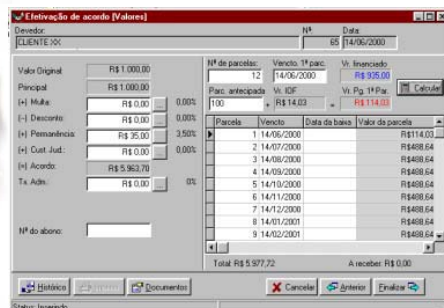 Efetivação de acordo [Valores]
Devedor: Nº: Data:
CLIENTE XX 65 14/06/2000
Nº de parcelas: Vencto. 1ª parc. Vr. financiado
12 14/06/2000 R$ 935,00
Valor Original: R$ 1.000,00
Principal: R$ 1.000,00
Parc. antecipada Vr. IOF Vr. Pg. 1ª Par. Calcular
100 + R$ 14,03 = R$ 114,03
(+) Multa: R$ 0,00 ... 0,00%
(-) Desconto: R$ 0,00 ... 0,00%
(+) Permanência: R$ 35,00 ... 3,50%
(+) Cust. Jud.: R$ 0,00 ... 0,00%
(=) Acordo: R$ 5.963,70
Tx. Adm.: R$ 0,00 ... 0%
Nº do abono:
Parcela Vencto Data da baixa Valor da parcela
1 14/06/2000 R$114,03
2 14/07/2000 R$488,64
3 14/08/2000 R$488,64
4 14/09/2000 R$488,64
5 14/10/2000 R$488,64
6 14/11/2000 R$488,64
7 14/12/2000 R$488,64
8 14/01/2001 R$488,64
9 14/02/2001 R$488,64
Total: R$ 5.977,72 A receber: R$ 0,00
Histórico Documentos Cancelar Anterior Finalizar
Status: Inserindo